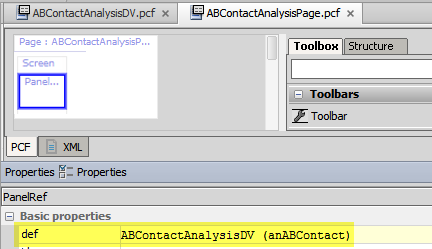 ABContactAnalysisDV.pcf
ABContactAnalysisPage.pcf
Page : ABContactAnalysisP...
Screen
Panel...
Toolbox
Structure
Toolbars
Toolbar
PCF
XML
Properties
Properties
PanelRef
Basic properties
def
ABContactAnalysisDV (anABContact)